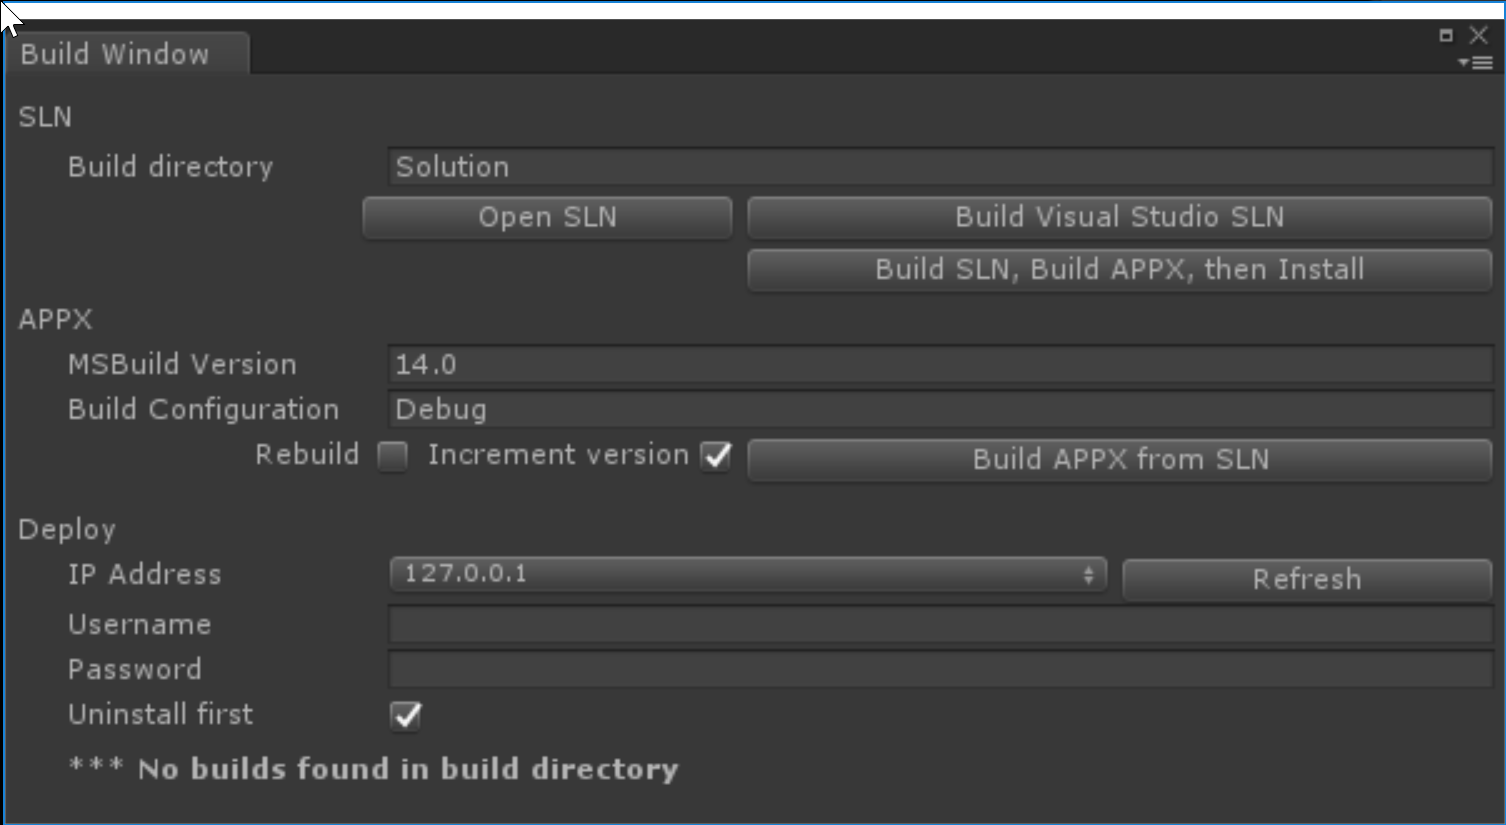 Build Window
SLN
Build directory Solution
Open SLN Build Visual Studio SLN
Build SLN, Build APPX, then Install
APPX
MSBuild Version 14.0
Build Configuration Debug
Rebuild Increment version Build APPX from SLN
Deploy
IP Address 127.0.0.1 Refresh
Username
Password
Uninstall first
*** No builds found in build directory